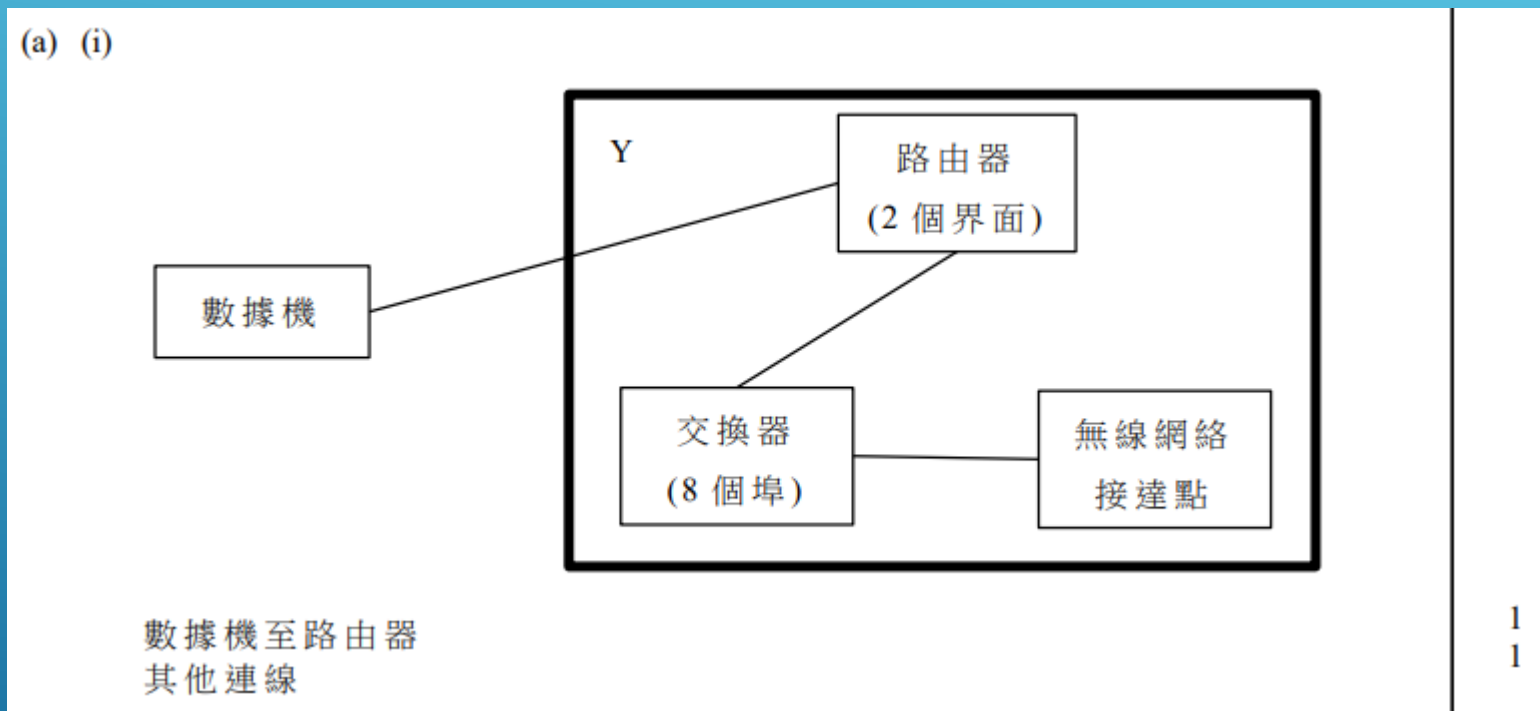 (a) (i)
Y
路由器
(2 個界面)
數據機
交換器
(8 個埠)
無線網絡
接達點
數據機至路由器 1
其他連線 1